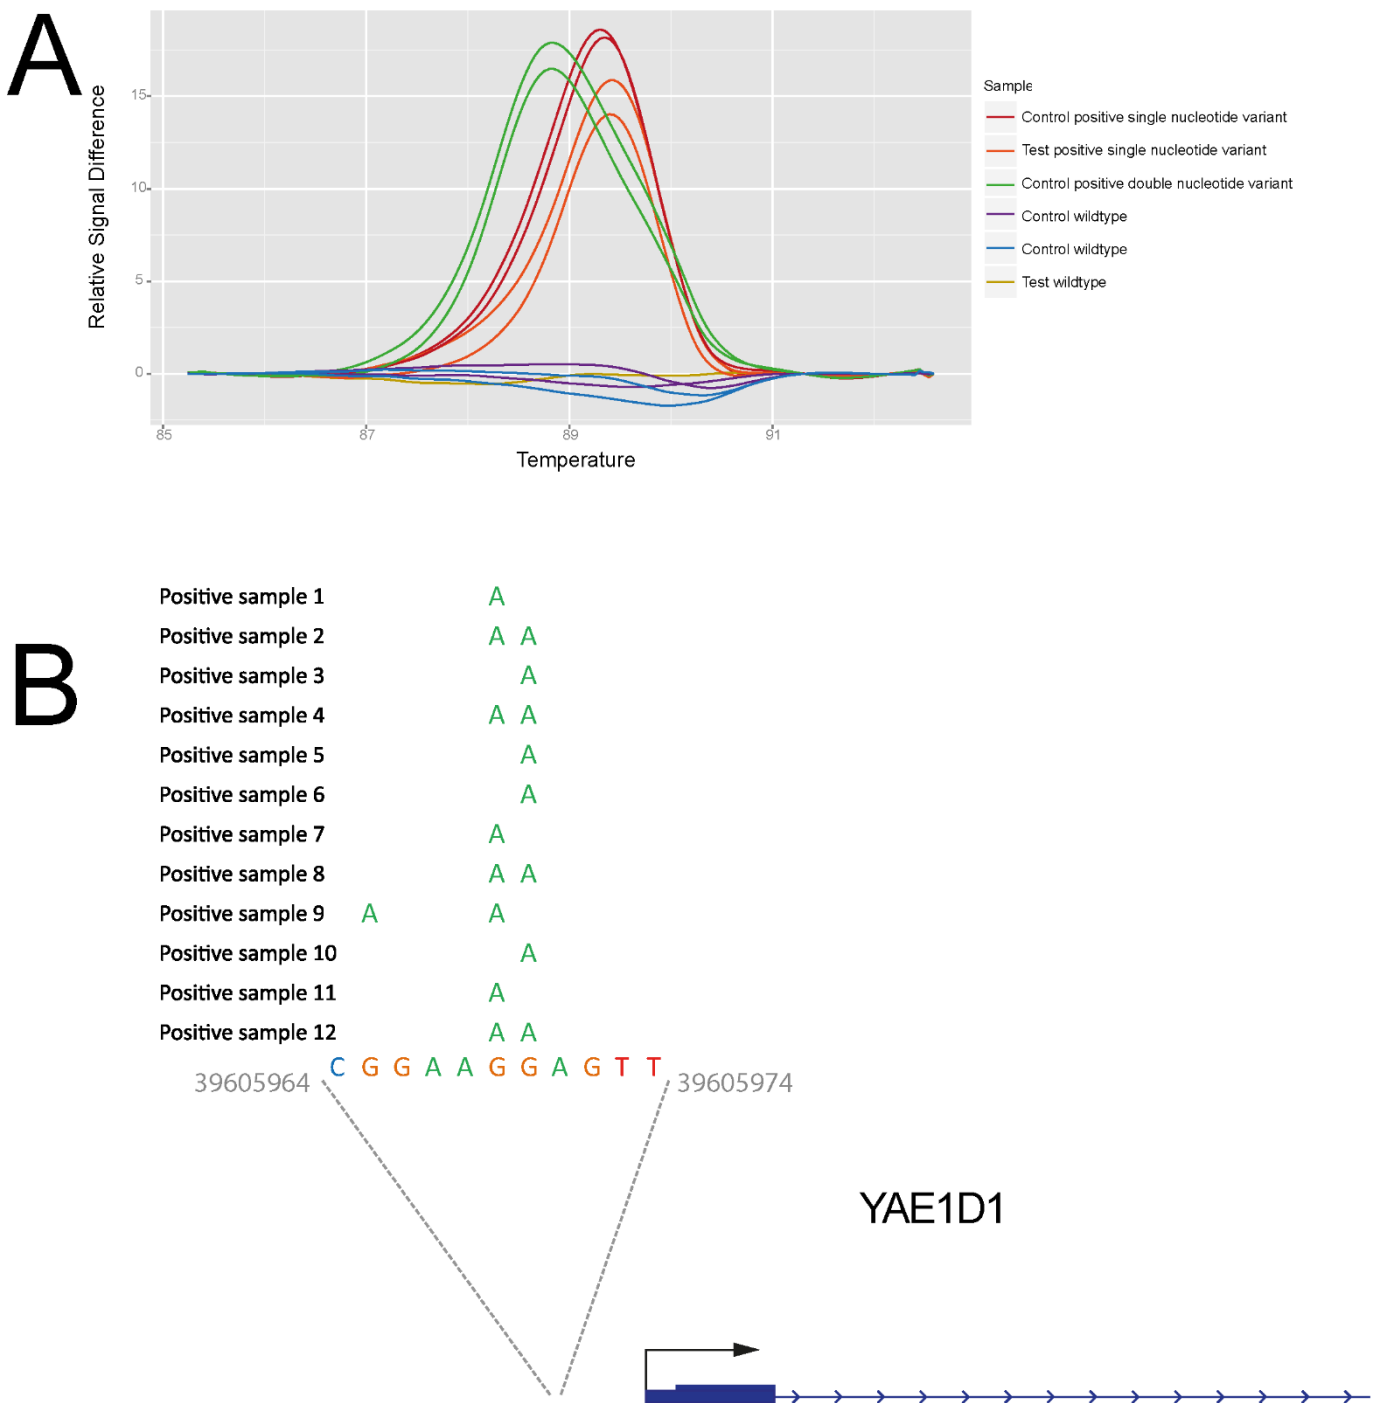 A
Relative Signal Difference
15
10
5
0
85 87 89 91
Temperature
Sample
Control positive single nucleotide variant
Test positive single nucleotide variant
Control positive double nucleotide variant
Control wildtype
Control wildtype
Test wildtype
B
Positive sample 1 A
Positive sample 2 A A
Positive sample 3 A
Positive sample 4 A A
Positive sample 5 A
Positive sample 6 A
Positive sample 7 A
Positive sample 8 A A
Positive sample 9 A A
Positive sample 10 A
Positive sample 11 A
Positive sample 12 A A
C G G A A G G A G T T
39605964 39605974
YAE1D1